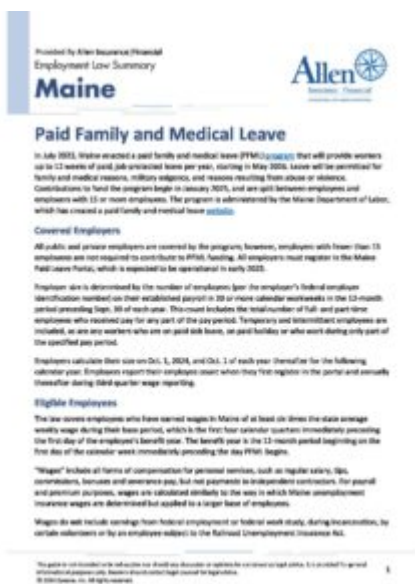 Provided by Allen Insurance/Financial
Employment Law Summary
Maine
Allen
Insurance | Financial
Paid Family and Medical Leave
In July 2023, Maine enacted a paid family and medical leave (PFML) program that will provide workers
up to 12 weeks of paid, job-protected leave per year, starting in May 2026. Leave will be permitted for
family and medical reasons, military exigency, and reasons resulting from abuse or violence.
Contributions to fund the program begin in January 2025, and are split between employees and
employers with 15 or more employees. The program is administered by the Maine Department of Labor,
which has created a paid family and medical leave website.
Covered Employers
All public and private employers are covered by the program; however, employers with fewer than 15
employees are not required to contribute to PFML funding. All employers must register in the Maine
Paid Leave Portal, which is expected to be operational in early 2025.
Employer size is determined by the number of employees (per the employer's federal employer
identification number) on their established payroll in 20 or more calendar workweeks in the 12-month
period preceding Sept. 30 of each year. This count includes the total number of full- and part-time
employees who received pay for any part of the pay period. Temporary and intermittent employees are
included, as are any workers who are on paid sick leave, on paid holiday or who work during only part of
the specified pay period.
Employers calculate their size on Oct. 1, 2024, and Oct. 1 of each year thereafter for the following
calendar year. Employers report their employee count when they first register in the portal and annually
thereafter during third quarter wage reporting.
Eligible Employees
The law covers employees who have earned wages in Maine of at least six times the state average
weekly wage during their base period, which is the first four calendar quarters immediately preceding
the first day of the employee's benefit year. The benefit year is the 12-month period beginning on the
first day of the calendar week immediately preceding the day PFML begins.
"Wages" include all forms of compensation for personal services, such as regular salary, tips,
commissions, bonuses and severance pay, but not payments to independent contractors. For payroll
and premium purposes, wages are calculated similarly to the way in which Maine unemployment
insurance wages are determined but applied to a larger base of employees.
Wages do not include earnings from federal employment or federal work study, during incarceration, by
certain volunteers or by an employee subject to the Railroad Unemployment Insurance Act.
1